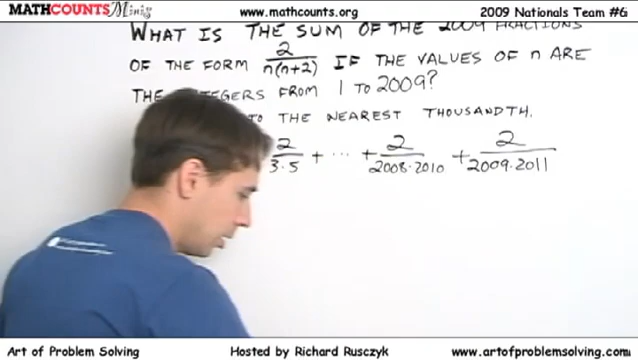 MATHCOUNTS Minis www.mathcounts.org 2009 Nationals Team #6
WHAT IS THE SUM OF THE 2009 FRACTIONS
OF THE FORM 2/n(n+2) IF THE VALUES OF n ARE
THE INTEGERS FROM 1 TO 2009?
TO THE NEAREST THOUSANDTH.
2/3·5 + ... + 2/2008·2010 + 2/2009·2011
Art of Problem Solving Hosted by Richard Rusczyk www.artofproblemsolving.com